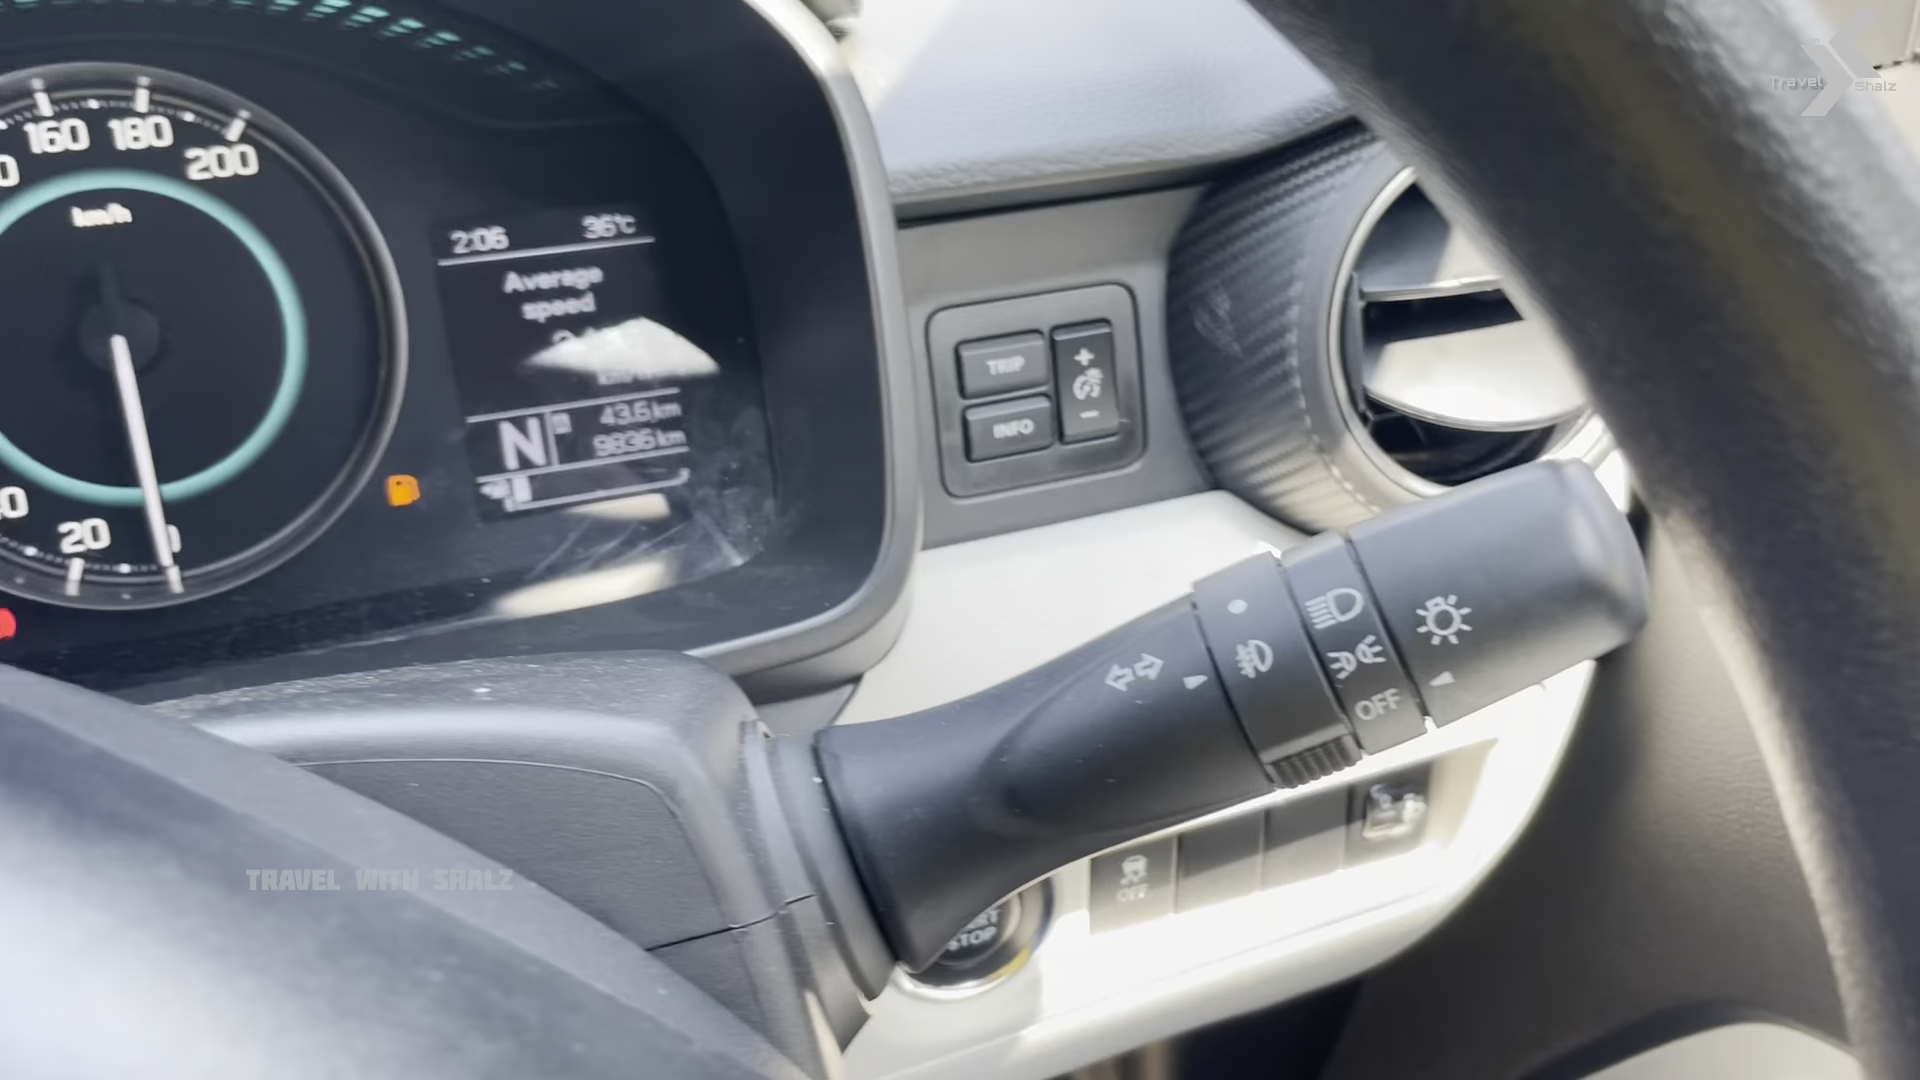 Travel
Shalz
160
180
200
km/h
20
2:06 36°C
Average
speed
N
43.6 km
9836 km
TRIP
INFO
+
-
OFF
OFF
STOP
TRAVEL WITH SHALZ